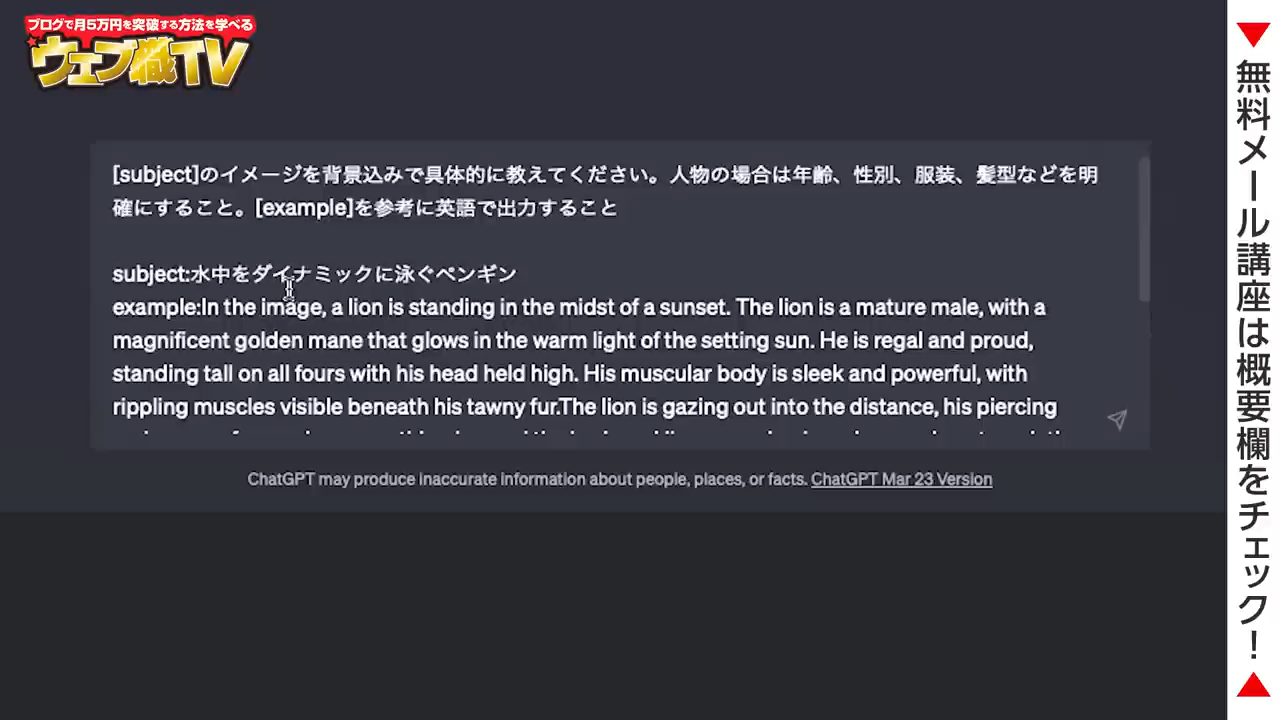 ブログで月5万円を突破する方法を学べる
ウェブ職TV
[subject]のイメージを背景込みで具体的に教えてください。人物の場合は年齢、性別、服装、髪型などを明
確にすること。[example]を参考に英語で出力すること
subject:水中をダイナミックに泳ぐペンギン
example:In the image, a lion is standing in the midst of a sunset. The lion is a mature male, with a
magnificent golden mane that glows in the warm light of the setting sun. He is regal and proud,
standing tall on all fours with his head held high. His muscular body is sleek and powerful, with
rippling muscles visible beneath his tawny fur.The lion is gazing out into the distance, his piercing
ChatGPT may produce inaccurate information about people, places, or facts. ChatGPT Mar 23 Version
▼無料メール講座は概要欄をチェック!▲